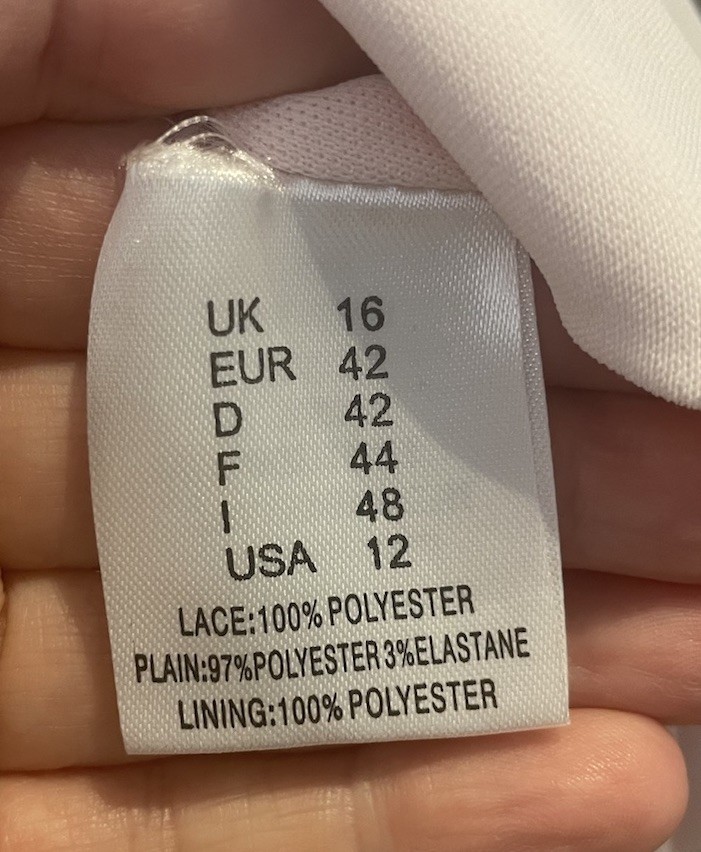 UK 16
EUR 42
D 42
F 44
I 48
USA 12
LACE:100% POLYESTER
PLAIN:97%POLYESTER 3%ELASTANE
LINING:100% POLYESTER